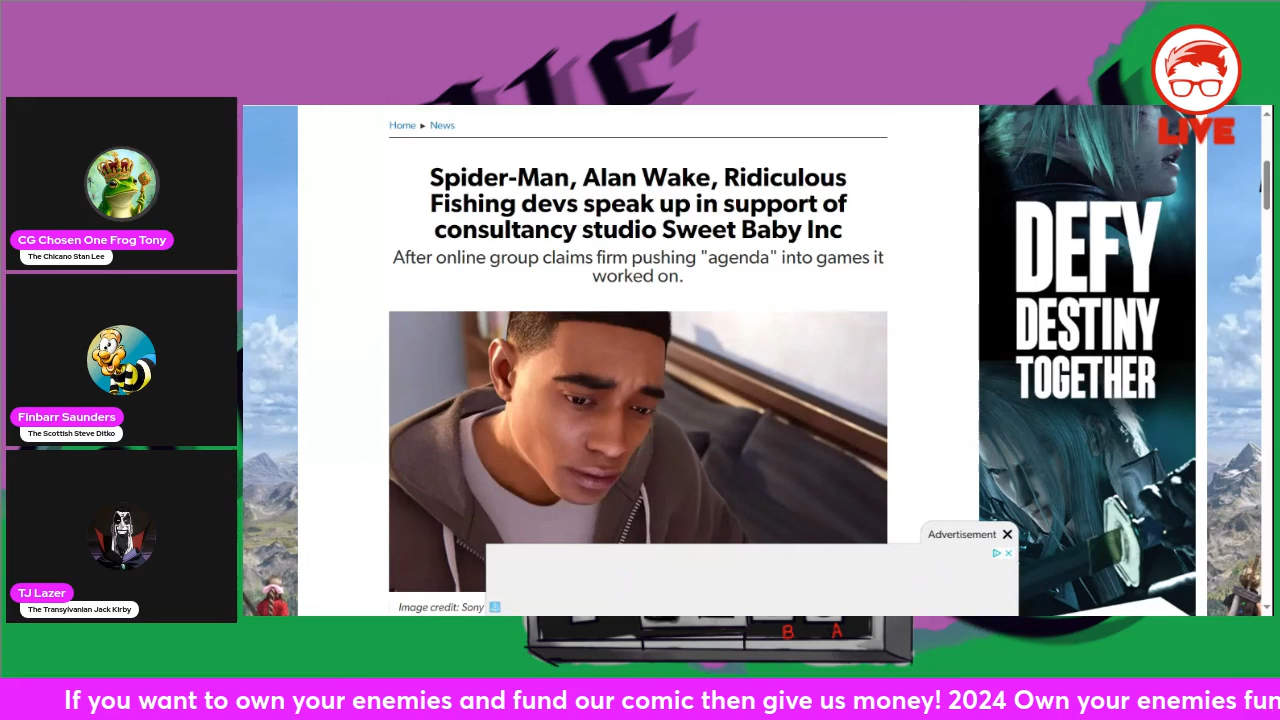 LIVE
CG Chosen One Frog Tony
The Chicano Stan Lee
Finbarr Saunders
The Scottish Steve Ditko
TJ Lazer
The Transylvanian Jack Kirby
Home ▸ News
Spider-Man, Alan Wake, Ridiculous
Fishing devs speak up in support of
consultancy studio Sweet Baby Inc
After online group claims firm pushing "agenda" into games it
worked on.
Image credit: Sony
Advertisement
DEFY
DESTINY
TOGETHER
B A
If you want to own your enemies and fund our comic then give us money! 2024 Own your enemies fun